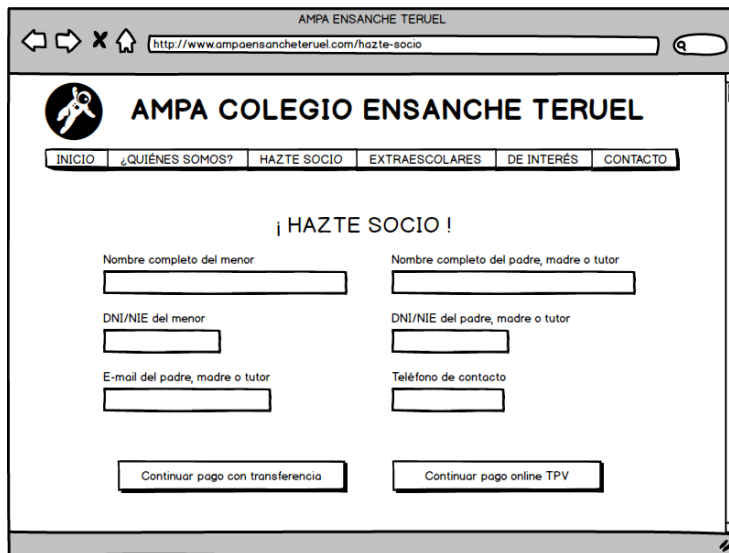 AMPA ENSANCHE TERUEL
http://www.ampaensancheteruel.com/hazte-socio
AMPA COLEGIO ENSANCHE TERUEL
INICIO ¿QUIÉNES SOMOS? HAZTE SOCIO EXTRAESCOLARES DE INTERÉS CONTACTO
¡ HAZTE SOCIO !
Nombre completo del menor Nombre completo del padre, madre o tutor
DNI/NIE del menor DNI/NIE del padre, madre o tutor
E-mail del padre, madre o tutor Teléfono de contacto
Continuar pago con transferencia Continuar pago online TPV